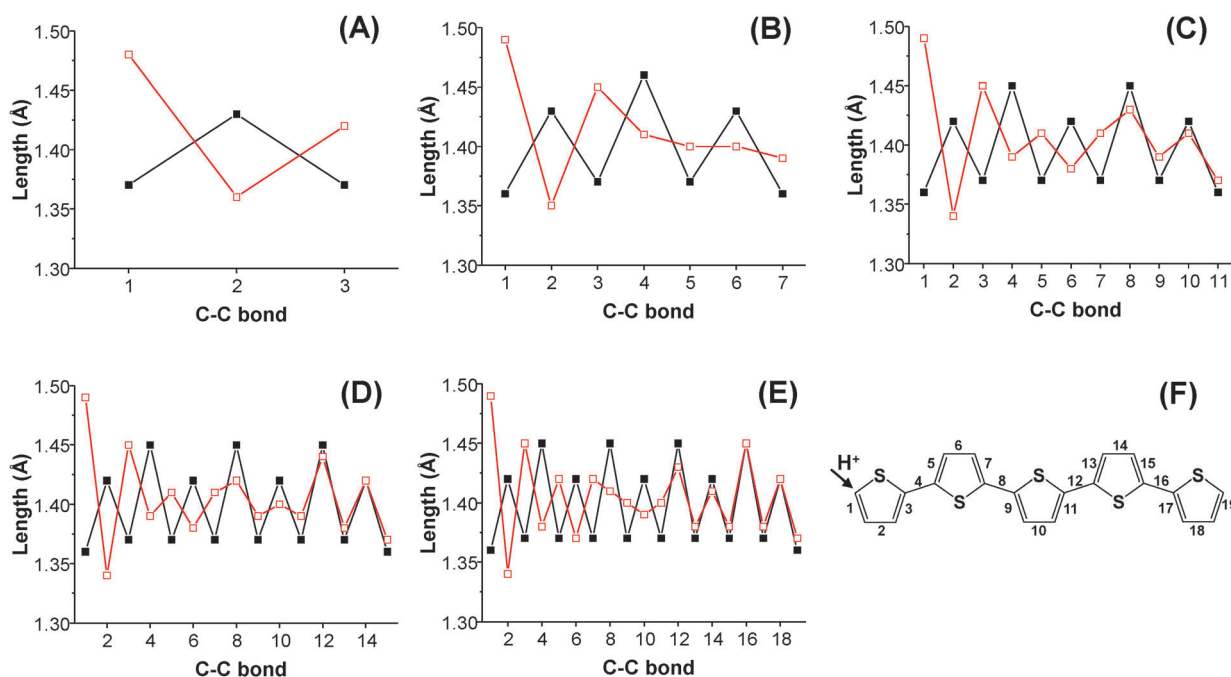 (A)
Length (Å)
1.50
1.45
1.40
1.35
1.30
1 2 3
C-C bond
(B)
Length (Å)
1.50
1.45
1.40
1.35
1.30
1 2 3 4 5 6 7
C-C bond
(C)
Length (Å)
1.50
1.45
1.40
1.35
1.30
1 2 3 4 5 6 7 8 9 10 11
C-C bond
(D)
Length (Å)
1.50
1.45
1.40
1.35
1.30
2 4 6 8 10 12 14
C-C bond
(E)
Length (Å)
1.50
1.45
1.40
1.35
1.30
2 4 6 8 10 12 14 16 18
C-C bond
(F)
H+
S S S S S
1 2 3 4 5 6 7 8 9 10 11 12 13 14 15 16 17 18 19